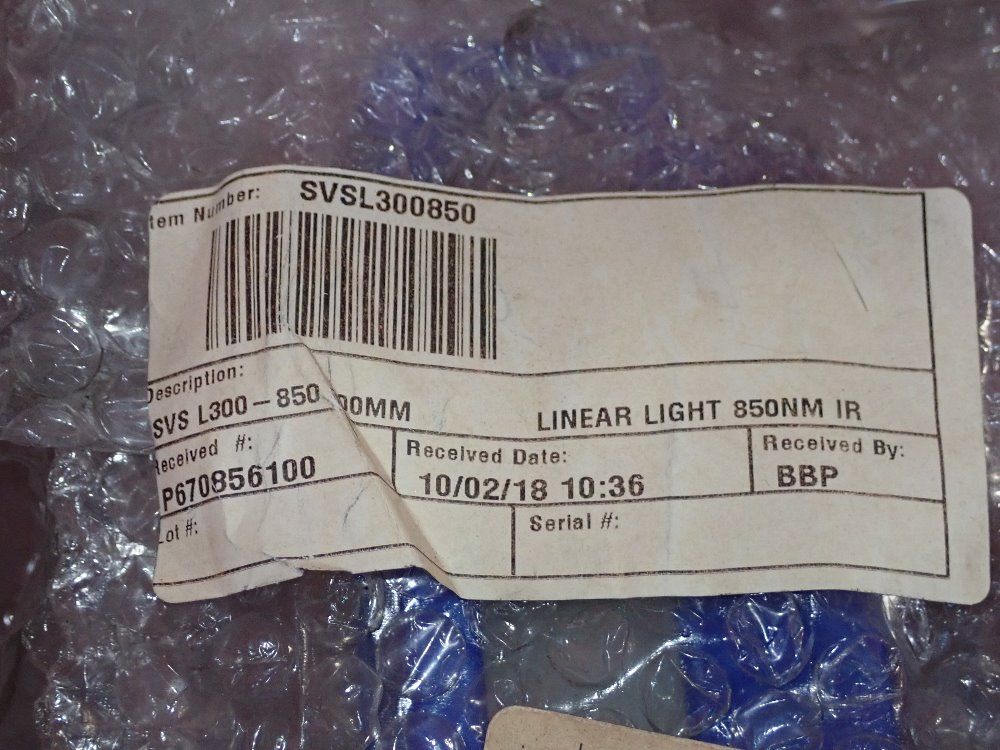 tem Number: SVSL300850
Description:
SVS L300-850 00MM LINEAR LIGHT 850NM IR
Received #: Received Date: Received By:
P670856100 10/02/18 10:36 BBP
Lot #: Serial #: